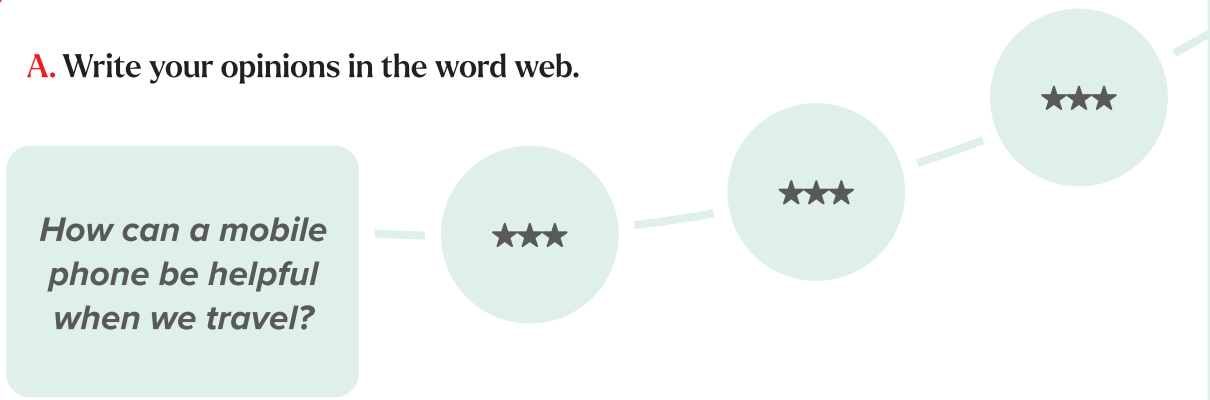 A. Write your opinions in the word web.
How can a mobile
phone be helpful
when we travel?
★★★
★★★
★★★